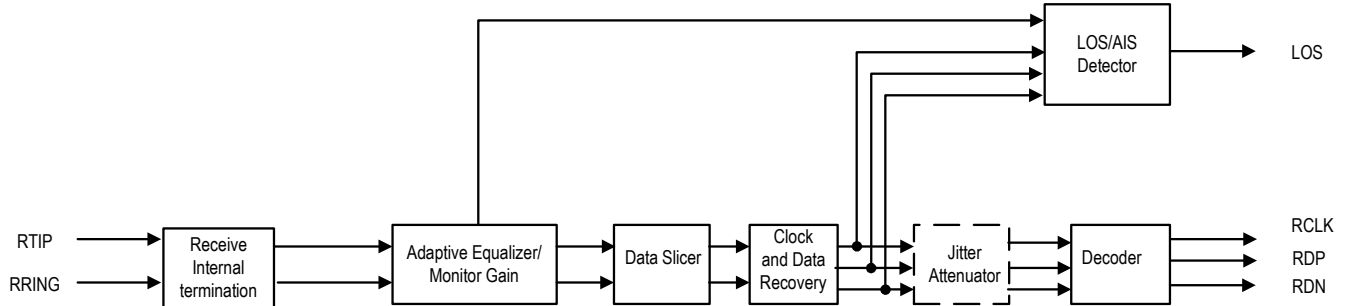 LOS/AIS
Detector
LOS
RTIP
RRING
Receive
Internal
termination
Adaptive Equalizer/
Monitor Gain
Data Slicer
Clock
and Data
Recovery
Jitter
Attenuator
Decoder
RCLK
RDP
RDN